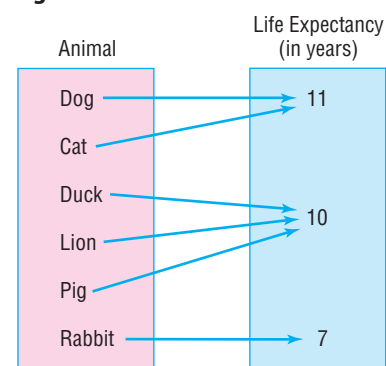 Animal
Life Expectancy
(in years)
Dog
11
Cat
Duck
10
Lion
Pig
Rabbit
7